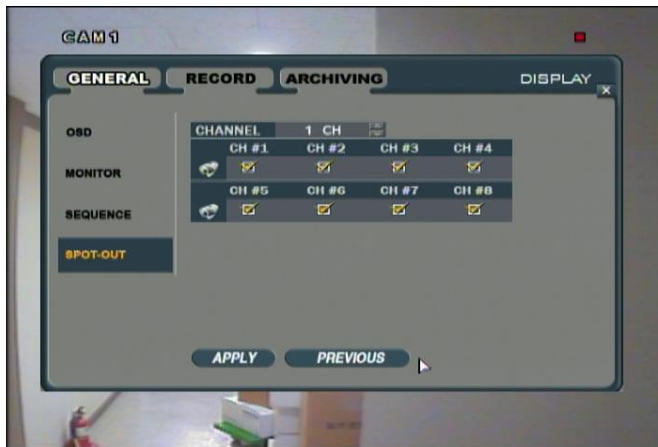 CAM1
GENERAL RECORD ARCHIVING DISPLAY
OSD
MONITOR
SEQUENCE
SPOT-OUT
CHANNEL 1 CH
CH #1 CH #2 CH #3 CH #4
CH #5 CH #6 CH #7 CH #8
APPLY PREVIOUS